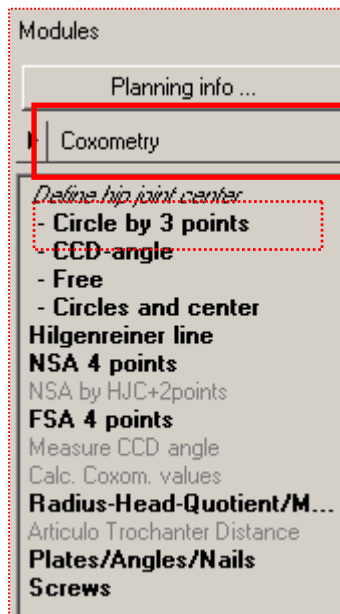 Modules
Planning info ...
Coxometry
Define hip joint center
- Circle by 3 points
- CCD-angle
- Free
- Circles and center
Hilgenreiner line
NSA 4 points
NSA by HJC+2points
FSA 4 points
Measure CCD angle
Calc. Coxom. values
Radius-Head-Quotient/M...
Articulo Trochanter Distance
Plates/Angles/Nails
Screws